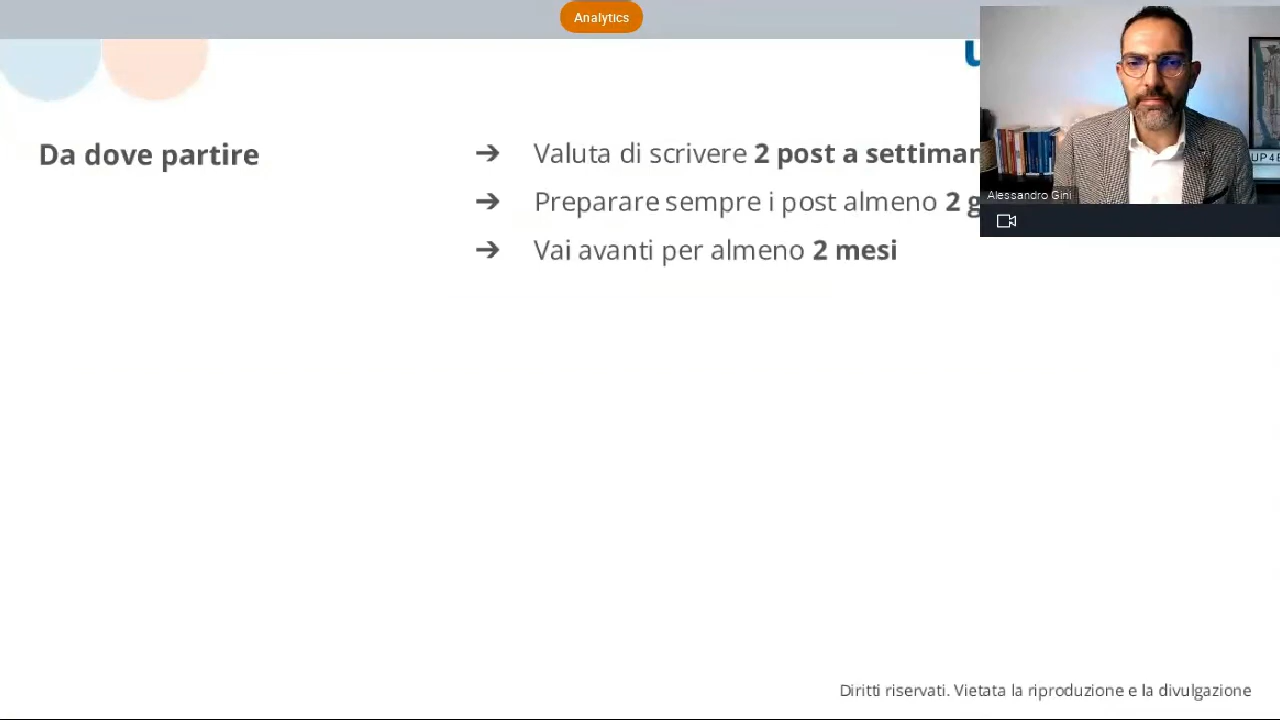 Analytics
Da dove partire
➔ Valuta di scrivere 2 post a
➔ Preparare sempre i post almeno 2
➔ Vai avanti per almeno 2 mesi
Alessandro Gini
Diritti riservati. Vietata la riproduzione e la divulgazione